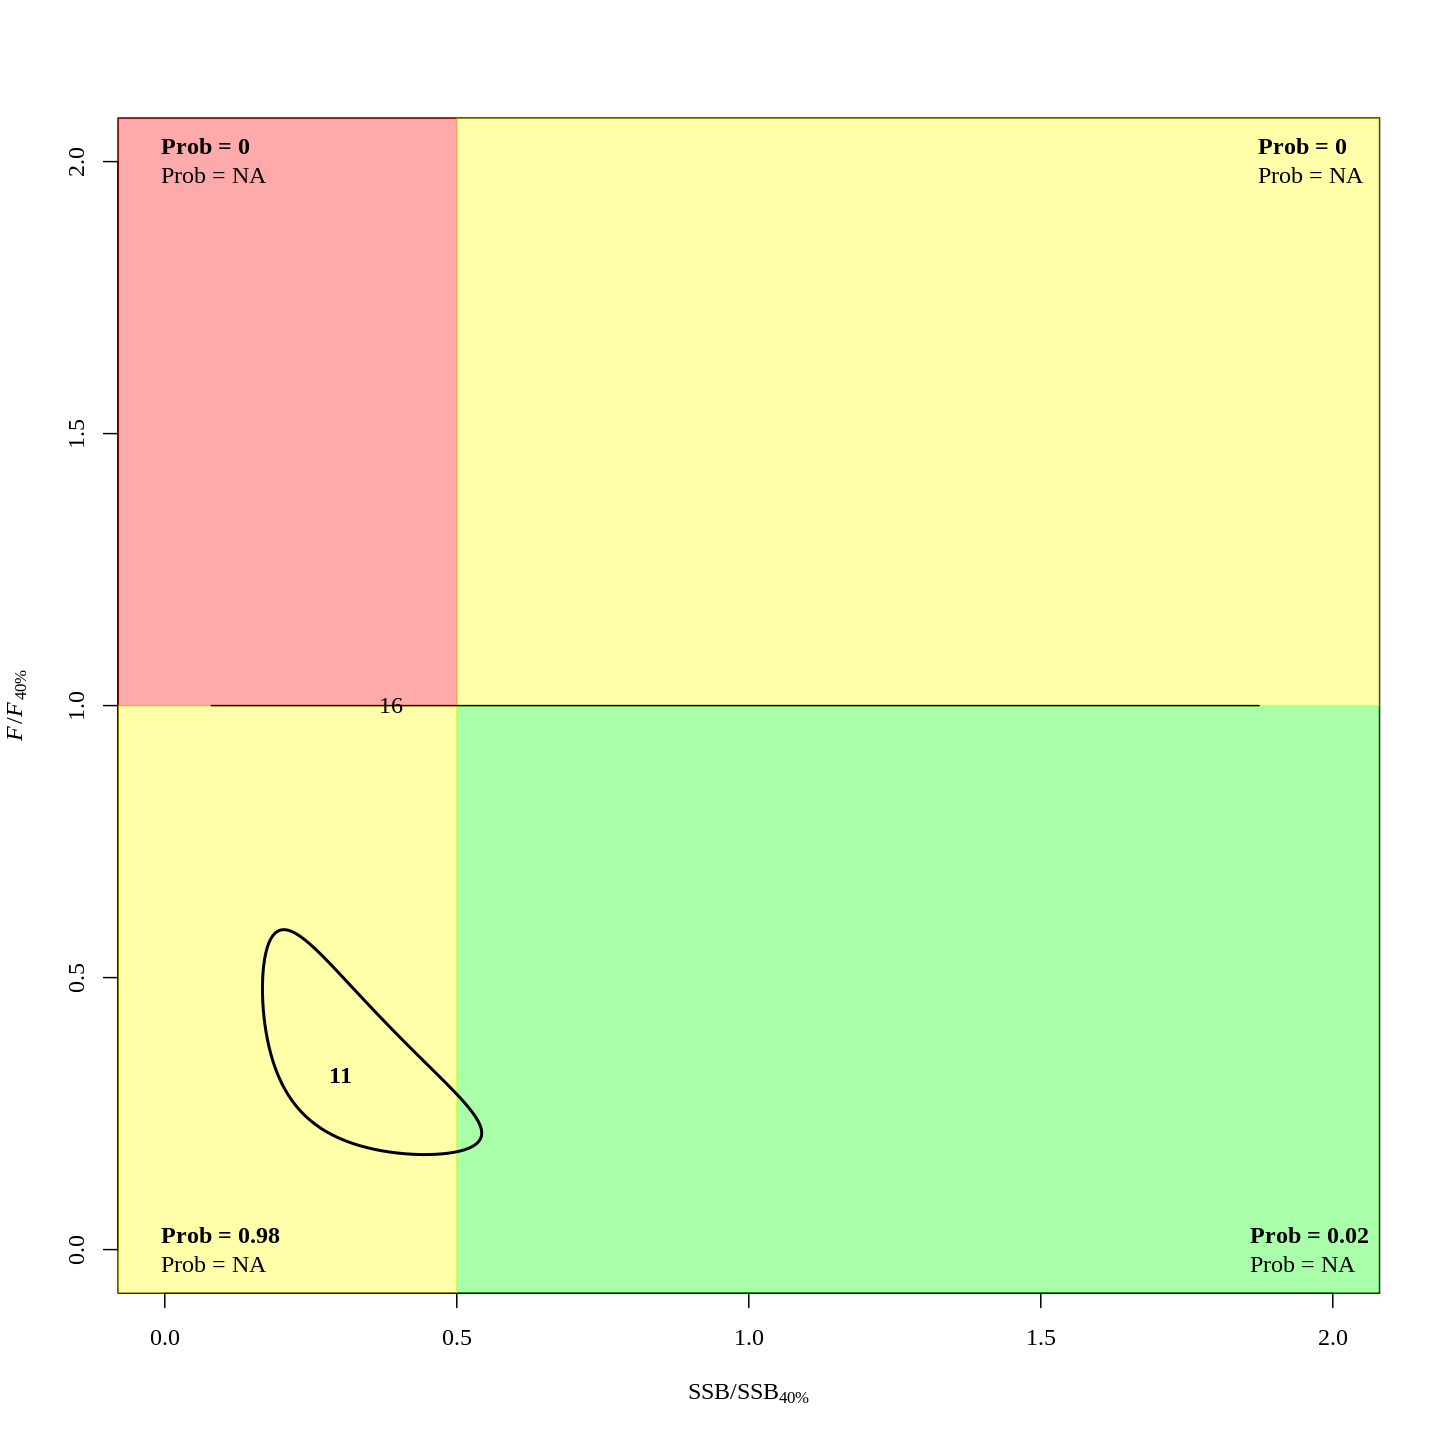 Prob = 0
Prob = NA
Prob = 0
Prob = NA
2.0
1.5
1.0
0.5
0.0
F/F40%
16
11
Prob = 0.98
Prob = NA
Prob = 0.02
Prob = NA
0.0 0.5 1.0 1.5 2.0
SSB/SSB40%